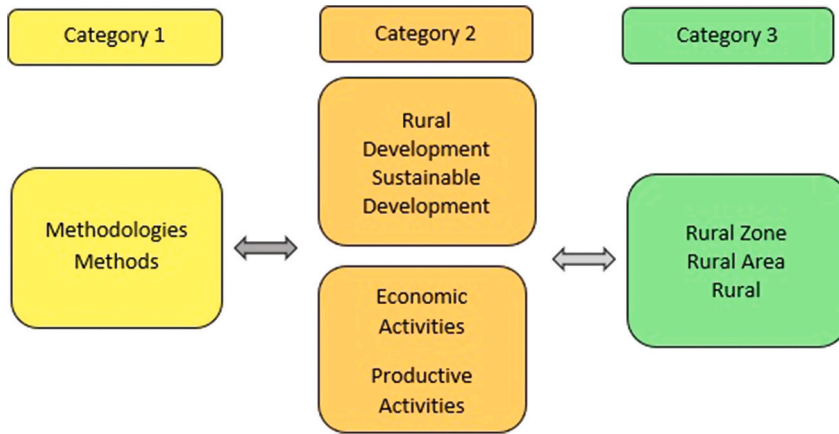 Category 1
Category 2
Category 3
Methodologies
Methods
Rural
Development
Sustainable
Development
Economic
Activities
Productive
Activities
Rural Zone
Rural Area
Rural